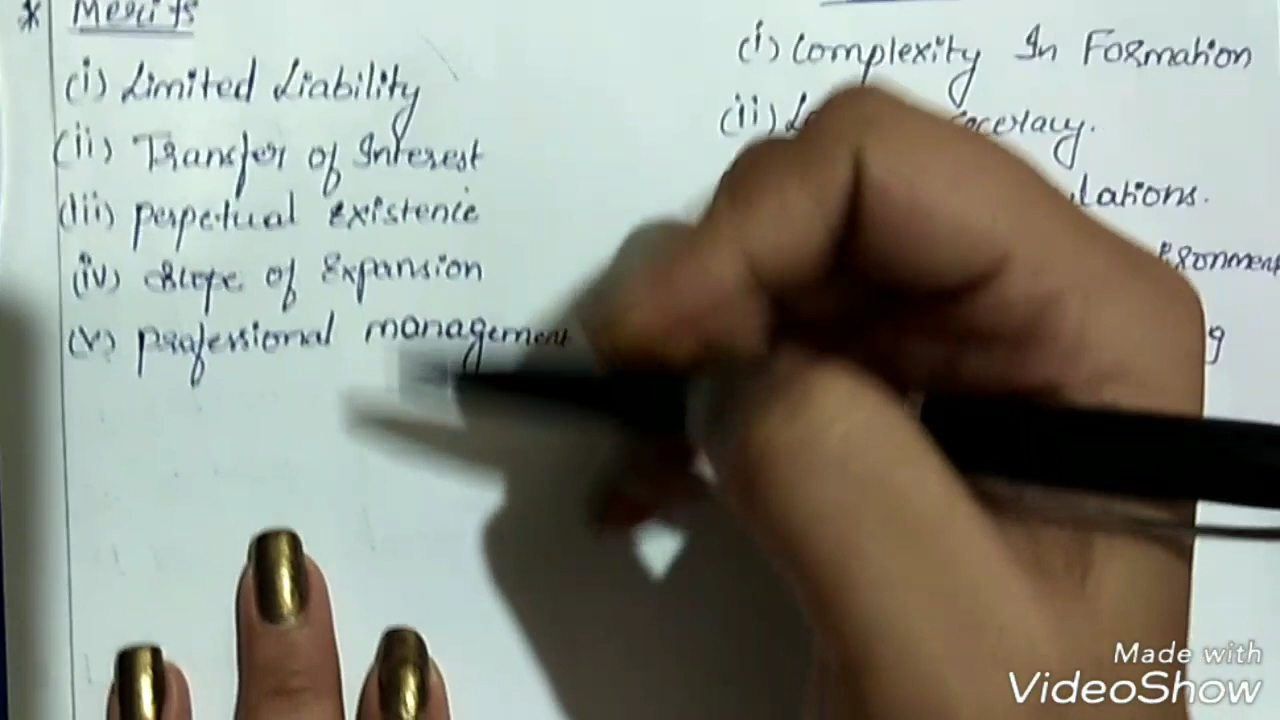 * Merits
(i) Limited Liability
(ii) Transfer of Interest
(iii) Perpetual Existence
(iv) Scope of Expansion
(v) Professional management
(i) Complexity In Formation
(ii)
Made with
VideoShow